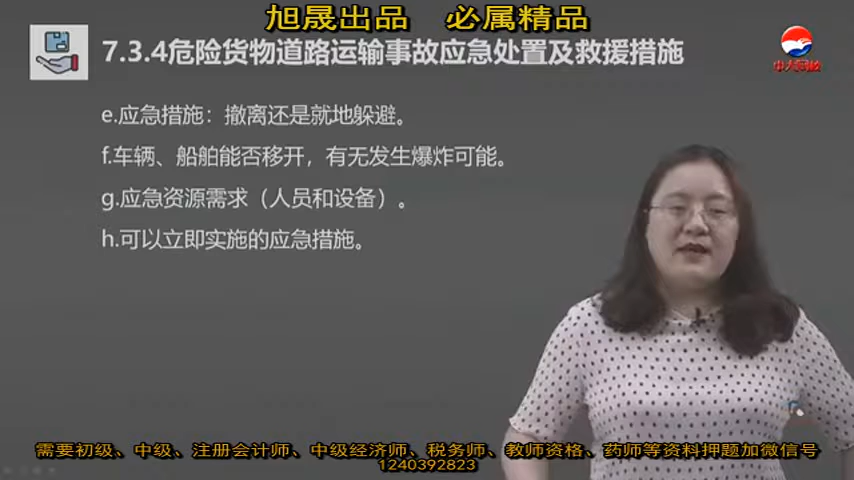 旭晟出品 必属精品
7.3.4危险货物道路运输事故应急处置及救援措施
中大网校
e.应急措施：撤离还是就地躲避。
f.车辆、船舶能否移开，有无发生爆炸可能。
g.应急资源需求（人员和设备）。
h.可以立即实施的应急措施。
需要初级、中级、注册会计师、中级经济师、税务师、教师资格、药师等资料押题加微信号
1240392823